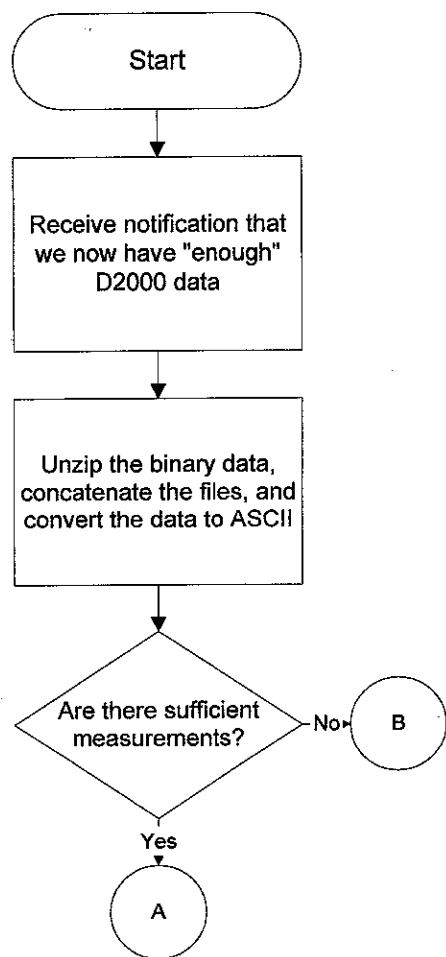 Start
Receive notification that
we now have "enough"
D2000 data
Unzip the binary data,
concatenate the files, and
convert the data to ASCII
Are there sufficient
measurements?
No
B
Yes
A